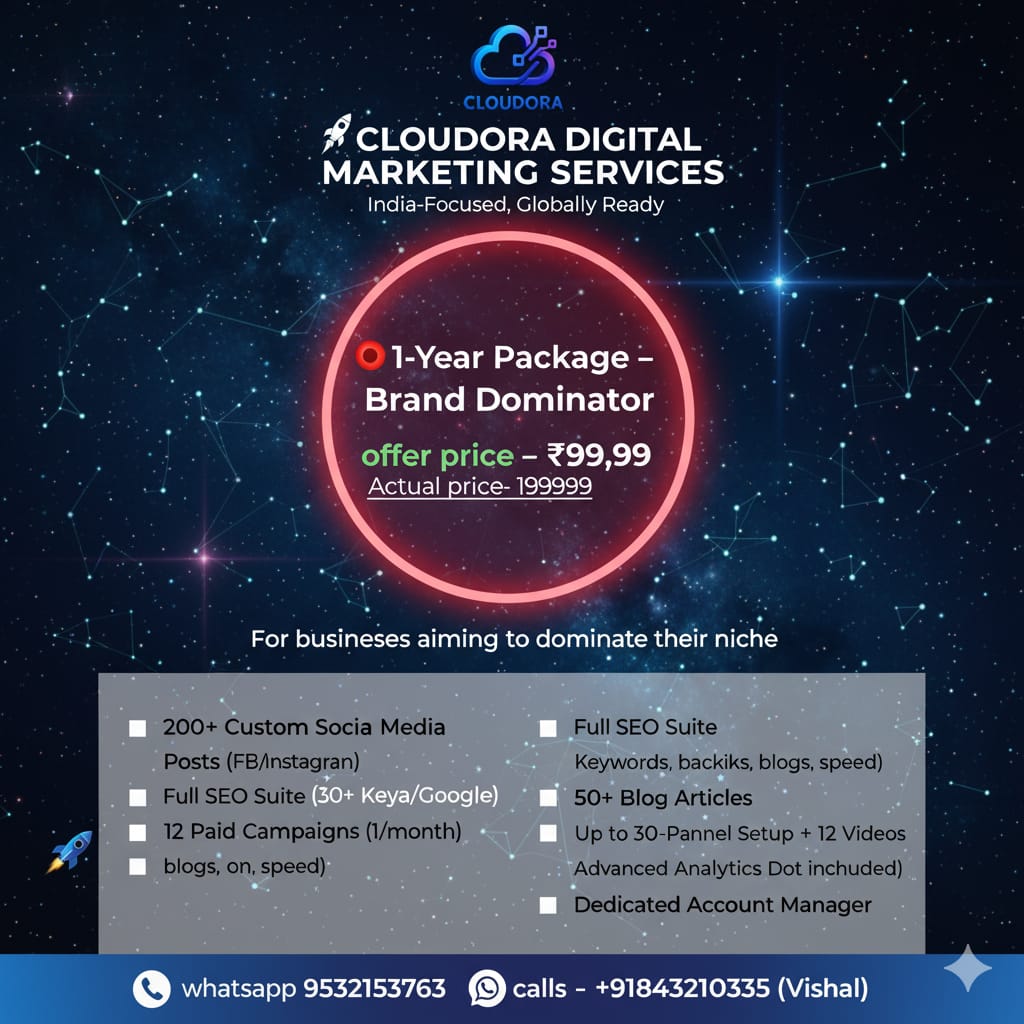 CLOUDORA
CLOUDORA DIGITAL
MARKETING SERVICES
India-Focused, Globally Ready
1-Year Package –
Brand Dominator
offer price – ₹99,99
Actual price- 199999
For busineses aiming to dominate their niche
200+ Custom Socia Media
Posts (FB/Instagran)
Full SEO Suite (30+ Keya/Google)
12 Paid Campaigns (1/month)
blogs, on, speed)
Full SEO Suite
Keywords, backiks, blogs, speed)
50+ Blog Articles
Up to 30-Pannel Setup + 12 Videos
Advanced Analytics Dot inchuded)
Dedicated Account Manager
whatsapp 9532153763
calls - +91843210335 (Vishal)